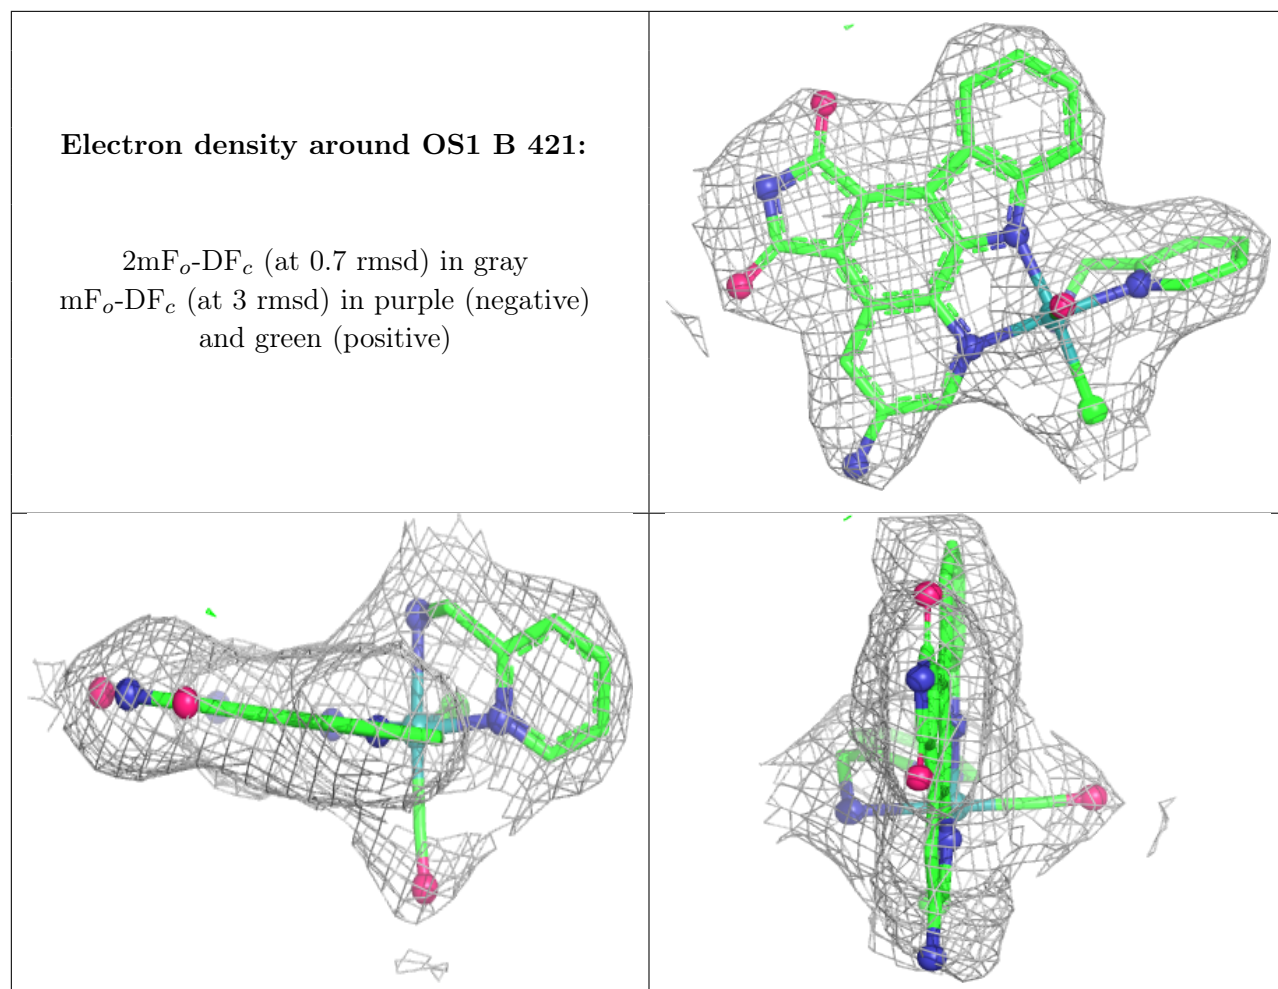 Electron density around OS1 B 421:
2mFo-DFc (at 0.7 rmsd) in gray
mFo-DFc (at 3 rmsd) in purple (negative)
and green (positive)